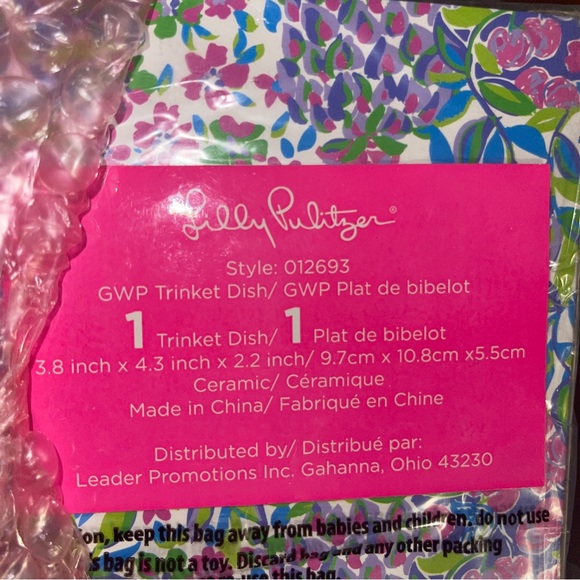 Lilly Pulitzer®
Style: 012693
GWP Trinket Dish/ GWP Plat de bibelot
1 Trinket Dish/ 1 Plat de bibelot
3.8 inch x 4.3 inch x 2.2 inch/ 9.7cm x 10.8cm x5.5cm
Ceramic/ Céramique
Made in China/ Fabriqué en Chine
Distributed by/ Distribué par:
Leader Promotions Inc. Gahanna, Ohio 43230
keep this bag away from babies and children. do not use
bag is not a toy. Discard bag and any other packing
use this bag.